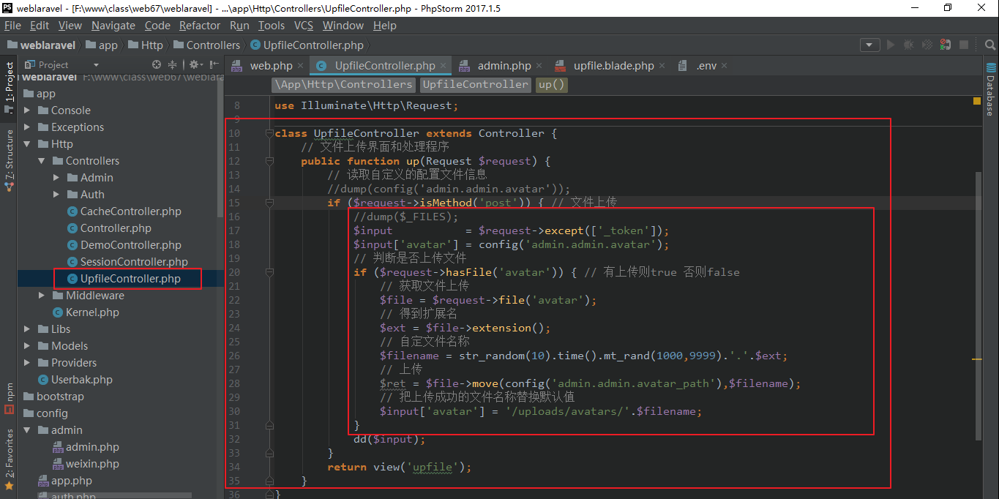 weblaravel - [F:\www\class\web67\weblaravel] - ...\app\Http\Controllers\UpfileController.php - PhpStorm 2017.1.5
File Edit View Navigate Code Refactor Run Tools VCS Window Help
weblaravel app Http Controllers UpfileController.php
1: Project
7: Structure
npm
2: Favorites
Project
weblaravel F:\www\class\web67\weblara
app
Console
Exceptions
Http
Controllers
Admin
Auth
CacheController.php
Controller.php
DemoController.php
SessionController.php
UpfileController.php
Middleware
Kernel.php
Libs
Models
Providers
Userbak.php
bootstrap
config
admin
admin.php
weixin.php
app.php
auth.php
web.php UpfileController.php admin.php upfile.blade.php .env
\App\Http\Controllers UpfileController up()
8 use Illuminate\Http\Request;
9
10 class UpfileController extends Controller {
11 // 文件上传界面和处理程序
12 public function up(Request $request) {
13 // 读取自定义的配置文件信息
14 //dump(config('admin.admin.avatar'));
15 if ($request->isMethod('post')) { // 文件上传
16 //dump($_FILES);
17 $input = $request->except(['_token']);
18 $input['avatar'] = config('admin.admin.avatar');
19 // 判断是否上传文件
20 if ($request->hasFile('avatar')) { // 有上传则true 否则false
21 // 获取文件上传
22 $file = $request->file('avatar');
23 // 得到扩展名
24 $ext = $file->extension();
25 // 自定文件名称
26 $filename = str_random(10).time().mt_rand(1000,9999).'.'.$ext;
27 // 上传
28 $ret = $file->move(config('admin.admin.avatar_path'),$filename);
29 // 把上传成功的文件名称替换默认值
30 $input['avatar'] = '/uploads/avatars/'.$filename;
31 }
32 dd($input);
33 }
34 return view('upfile');
35 }
36 }
Database